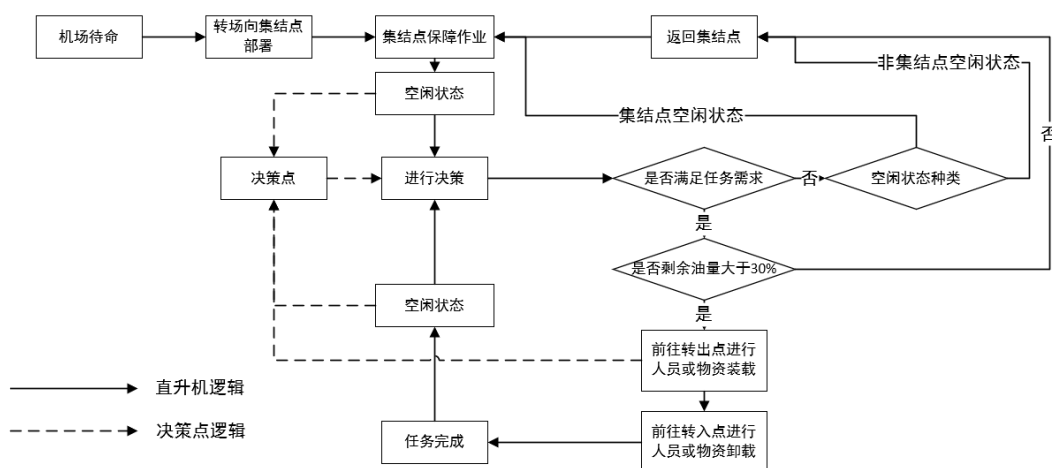 机场待命
转场向集结点
部署
集结点保障作业
返回集结点
非集结点空闲状态
空闲状态
集结点空闲状态
否
决策点
进行决策
是否满足任务需求
否
空闲状态种类
是
是否剩余油量大于30%
空闲状态
是
前往转出点进行
人员或物资装载
直升机逻辑
决策点逻辑
任务完成
前往转入点进行
人员或物资卸载